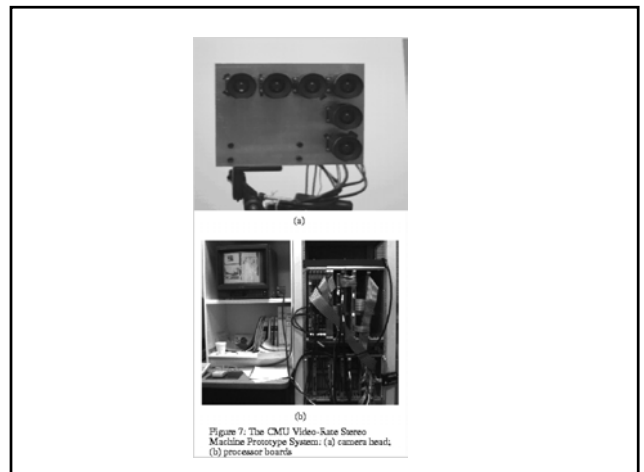 (a)
(b)
Figure 7: The CMU Video-Rate Stereo
Machine Prototype System: (a) camera head;
(b) processor boards